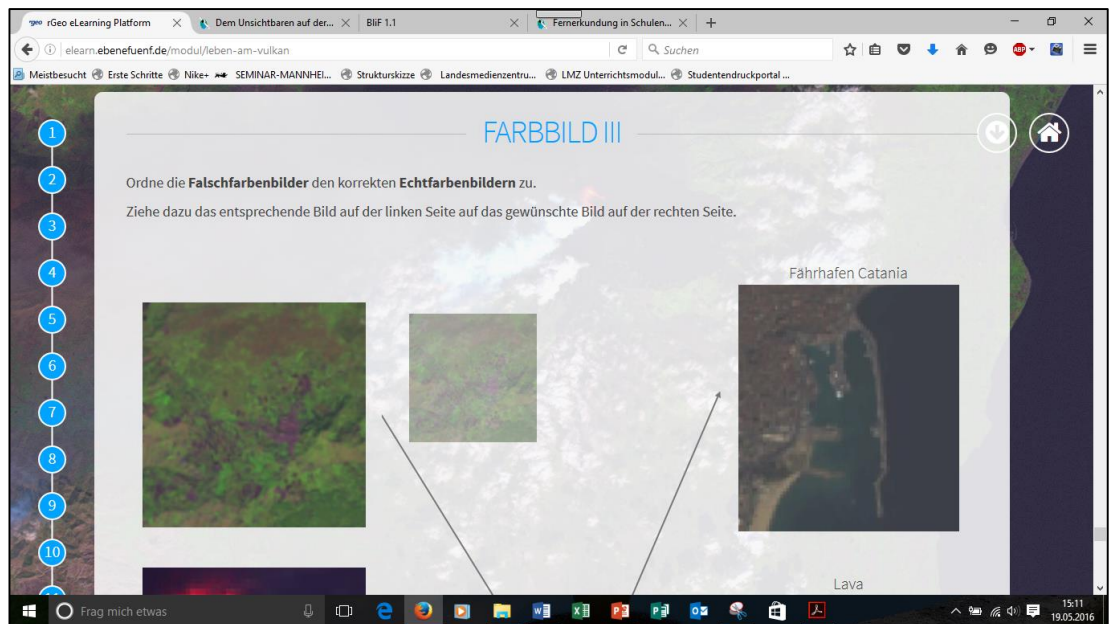 rGeo rGeo eLearning Platform
Dem Unsichtbaren auf der...
BliF 1.1
Fernerkundung in Schulen...
elearn.ebenefuenf.de/modul/leben-am-vulkan
Suchen
ABP
Meistbesucht Erste Schritte Nike+ SEMINAR-MANNHEI... Strukturskizze Landesmedienzentru... LMZ Unterrichtsmodul... Studentendruckportal ...
FARBBILD III
1
2
3
4
5
6
7
8
9
10
Ordne die Falschfarbenbilder den korrekten Echtfarbenbildern zu.
Ziehe dazu das entsprechende Bild auf der linken Seite auf das gewünschte Bild auf der rechten Seite.
Fährhafen Catania
Lava
Frag mich etwas
15:11
19.05.2016